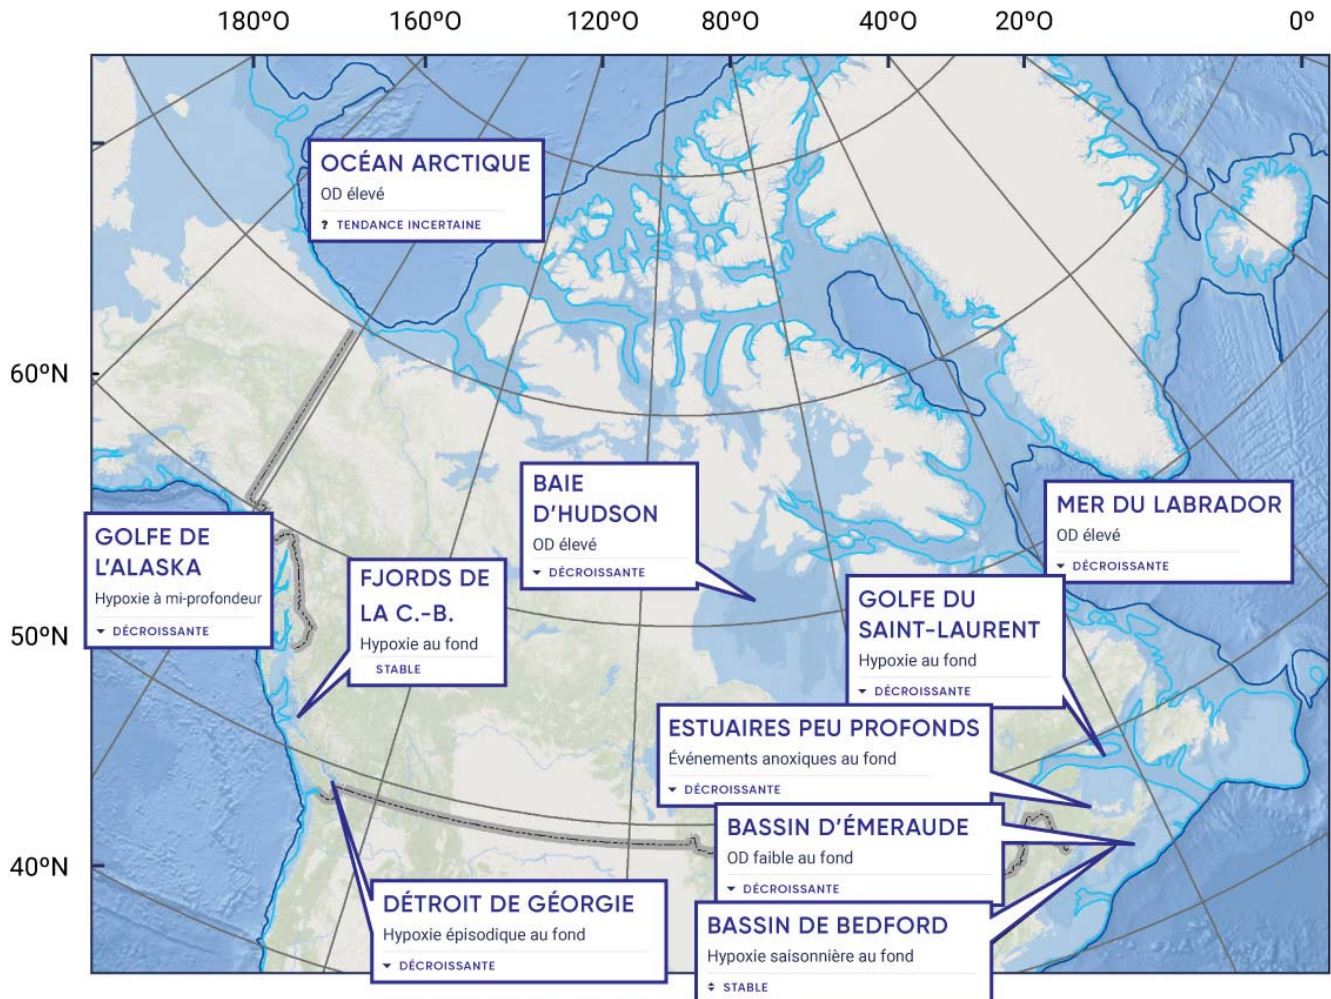 180ºO 160ºO 120ºO 80ºO 40ºO 20ºO 0º
OCÉAN ARCTIQUE
OD élevé
? TENDANCE INCERTAINE
60ºN
50ºN
40ºN
GOLFE DE
L'ALASKA
Hypoxie à mi-profondeur
DÉCROISSANTE
FJORDS DE
LA C.-B.
Hypoxie au fond
STABLE
BAIE
D'HUDSON
OD élevé
DÉCROISSANTE
MER DU LABRADOR
OD élevé
DÉCROISSANTE
GOLFE DU
SAINT-LAURENT
Hypoxie au fond
DÉCROISSANTE
ESTUAIRES PEU PROFONDS
Événements anoxiques au fond
DÉCROISSANTE
BASSIN D'ÉMERAUDE
OD faible au fond
DÉCROISSANTE
DÉTROIT DE GÉORGIE
Hypoxie épisodique au fond
DÉCROISSANTE
BASSIN DE BEDFORD
Hypoxie saisonnière au fond
STABLE